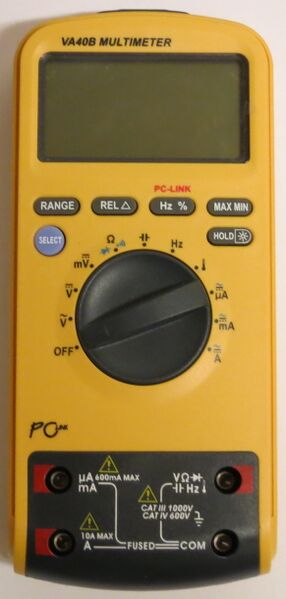 VA40B MULTIMETER
PC-LINK
RANGE
REL△
Hz %
MAX MIN
SELECT
HOLD
Ω
Hz
mV
V
V
OFF
µA
mA
A
PC LINK
µA 600mA MAX
mA
VΩ
Hz
CAT III 1000V
CAT IV 600V
10A MAX
A
FUSED
COM